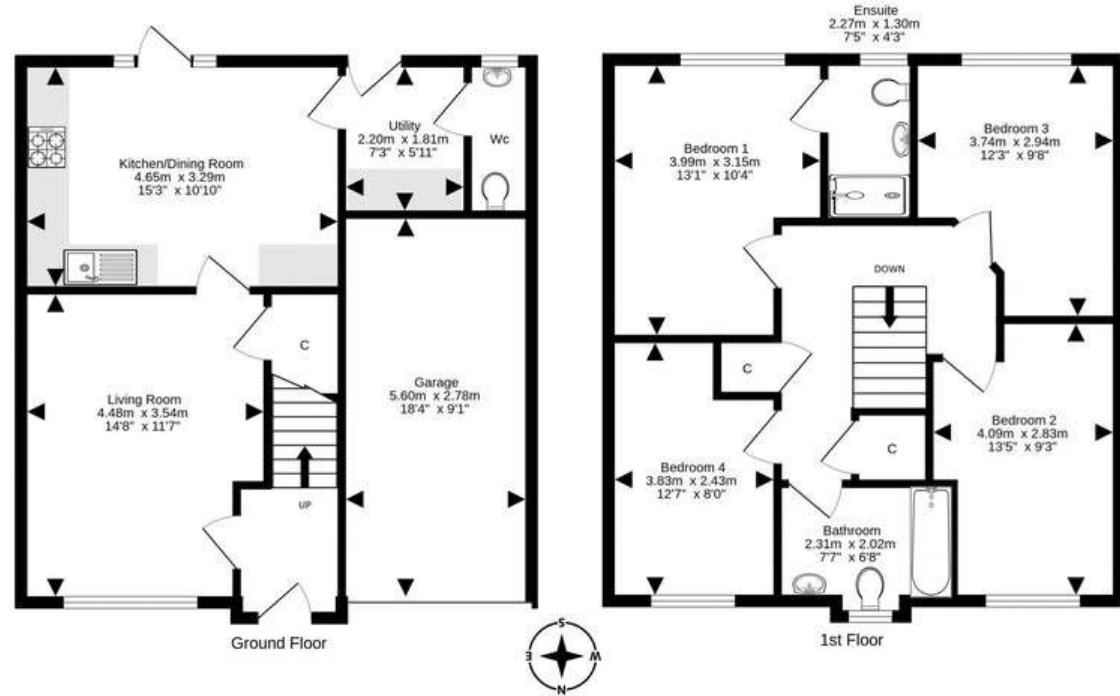 Kitchen/Dining Room
4.65m x 3.29m
15'3" x 10'10"
Utility
2.20m x 1.81m
7'3" x 5'11"
Wc
Living Room
4.48m x 3.54m
14'8" x 11'7"
C
UP
Garage
5.60m x 2.78m
18'4" x 9'1"
Ground Floor
Ensuite
2.27m x 1.30m
7'5" x 4'3"
Bedroom 1
3.99m x 3.15m
13'1" x 10'4"
Bedroom 3
3.74m x 2.94m
12'3" x 9'8"
DOWN
C
Bedroom 4
3.83m x 2.43m
12'7" x 8'0"
C
Bedroom 2
4.09m x 2.83m
13'5" x 9'3"
Bathroom
2.31m x 2.02m
7'7" x 6'8"
1st Floor
S
E
W
N